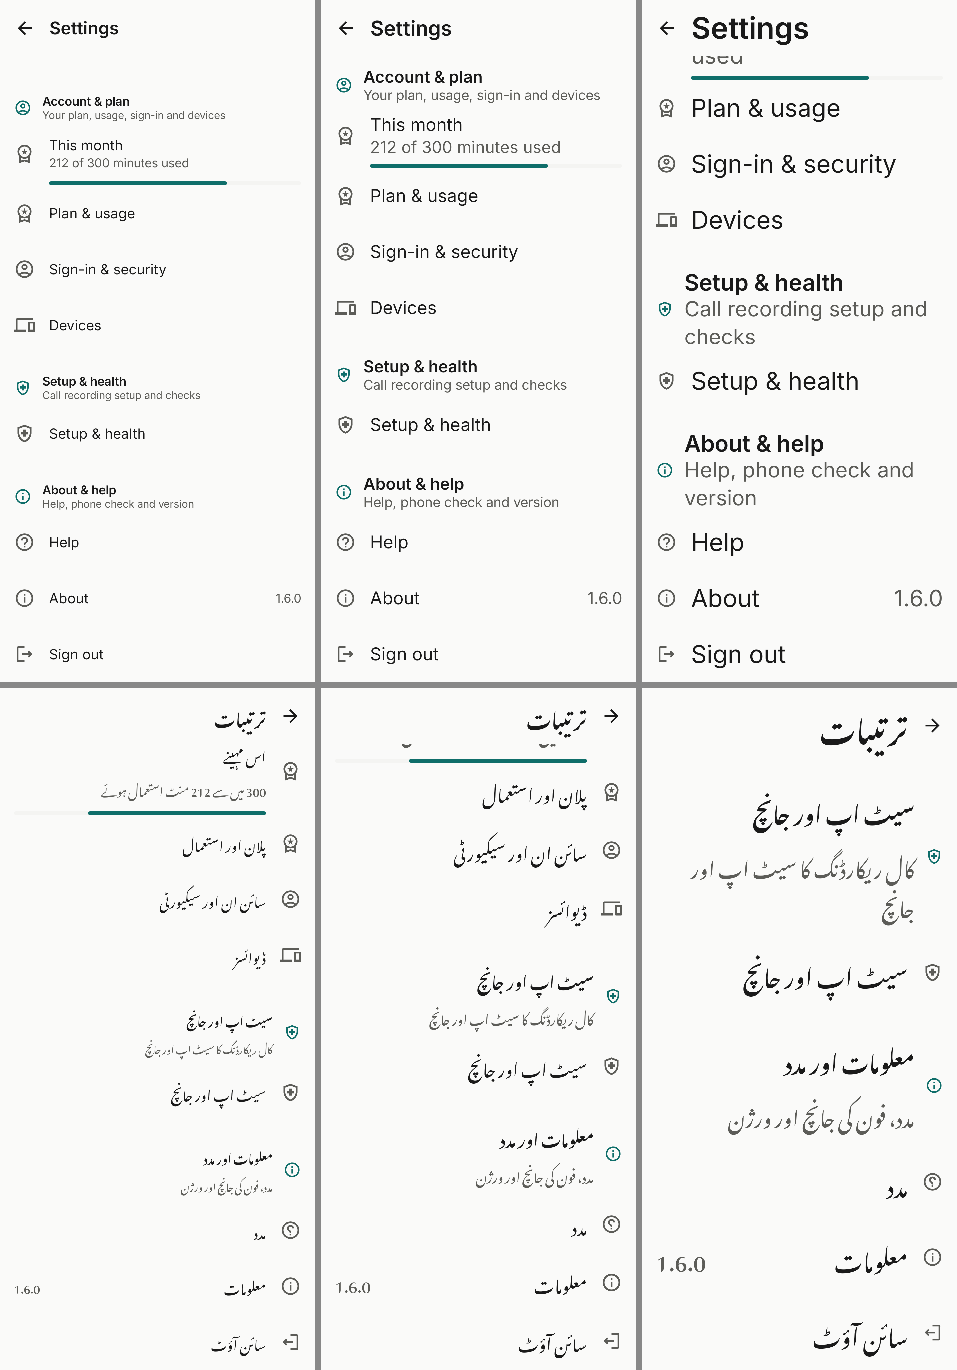 Settings
Account & plan
Your plan, usage, sign-in and devices
This month
212 of 300 minutes used
Plan & usage
Sign-in & security
Devices
Setup & health
Call recording setup and checks
Setup & health
About & help
Help, phone check and version
Help
About
1.6.0
Sign out
Settings
Account & plan
Your plan, usage, sign-in and devices
This month
212 of 300 minutes used
Plan & usage
Sign-in & security
Devices
Setup & health
Call recording setup and checks
Setup & health
About & help
Help, phone check and version
Help
About
1.6.0
Sign out
Settings
used
Plan & usage
Sign-in & security
Devices
Setup & health
Call recording setup and
checks
Setup & health
About & help
Help, phone check and
version
Help
About
1.6.0
Sign out
ترتیبات
اس مہینے
300 میں سے 212 منٹ استعمال ہوئے
پلان اور استعمال
سائن ان اور سیکیورٹی
ڈیوائسز
سیٹ اپ اور جانچ
کال ریکارڈنگ کا سیٹ اپ اور جانچ
سیٹ اپ اور جانچ
معلومات اور مدد
مدد، فون کی جانچ اور ورژن
مدد
معلومات
1.6.0
سائن آؤٹ
ترتیبات
پلان اور استعمال
سائن ان اور سیکیورٹی
ڈیوائسز
سیٹ اپ اور جانچ
کال ریکارڈنگ کا سیٹ اپ اور جانچ
سیٹ اپ اور جانچ
معلومات اور مدد
مدد، فون کی جانچ اور ورژن
مدد
معلومات
1.6.0
سائن آؤٹ
ترتیبات
سیٹ اپ اور جانچ
کال ریکارڈنگ کا سیٹ اپ اور
جانچ
سیٹ اپ اور جانچ
معلومات اور مدد
مدد، فون کی جانچ اور ورژن
مدد
معلومات
1.6.0
سائن آؤٹ